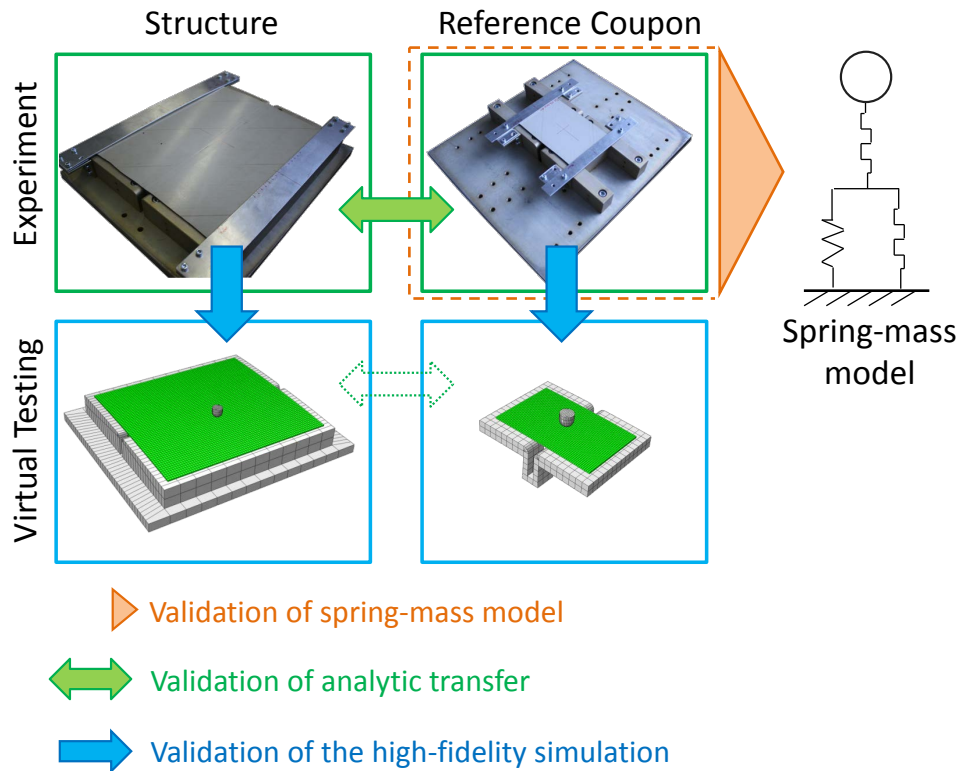 Structure
Reference Coupon
Experiment
Spring-mass
model
Virtual Testing
Validation of spring-mass model
Validation of analytic transfer
Validation of the high-fidelity simulation